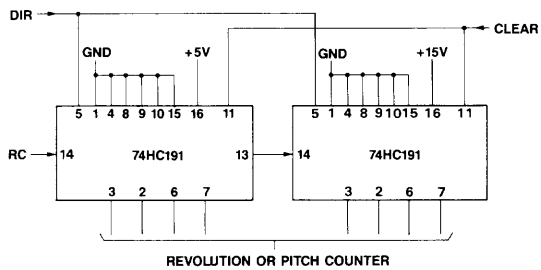 DIR
CLEAR
GND +5V GND +15V
5 1 4 8 9 10 15 16 11 5 1 4 8 9 10 15 16 11
RC 14 74HC191 13 14 74HC191
3 2 6 7 3 2 6 7
REVOLUTION OR PITCH COUNTER